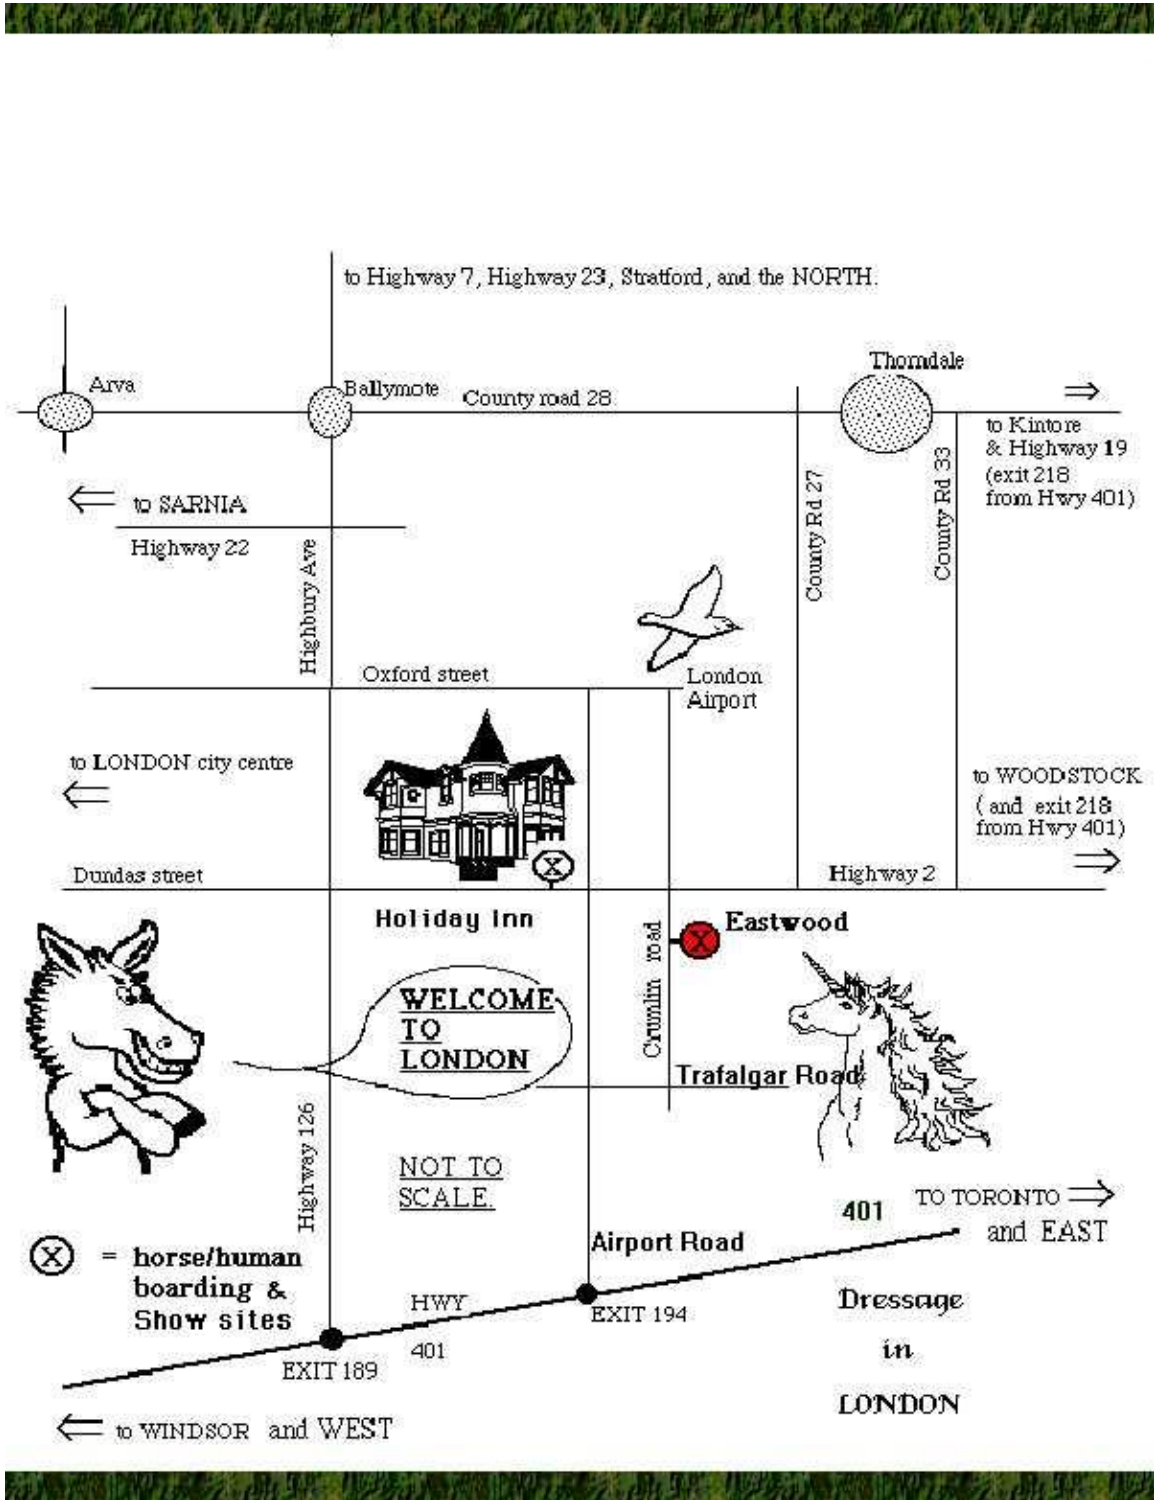 to Highway 7, Highway 23, Stratford, and the NORTH.
Thorndale
Arva
Ballymote
County road 28
to Kintore
& Highway 19
(exit 218
from Hwy 401)
County Rd 27
County Rd 33
to SARNIA
Highway 22
Highbury Ave
Oxford street
London
Airport
to LONDON city centre
to WOODSTOCK
( and exit 218
from Hwy 401)
Dundas street
X
Highway 2
Holiday Inn
X
Eastwood
Crumlin road
WELCOME
TO
LONDON
Trafalgar Road
Highway 126
NOT TO
SCALE.
401
TO TORONTO
and EAST
X = horse/human
boarding &
Show sites
Airport Road
HWY
401
EXIT 194
EXIT 189
Dressage
in
LONDON
to WINDSOR and WEST